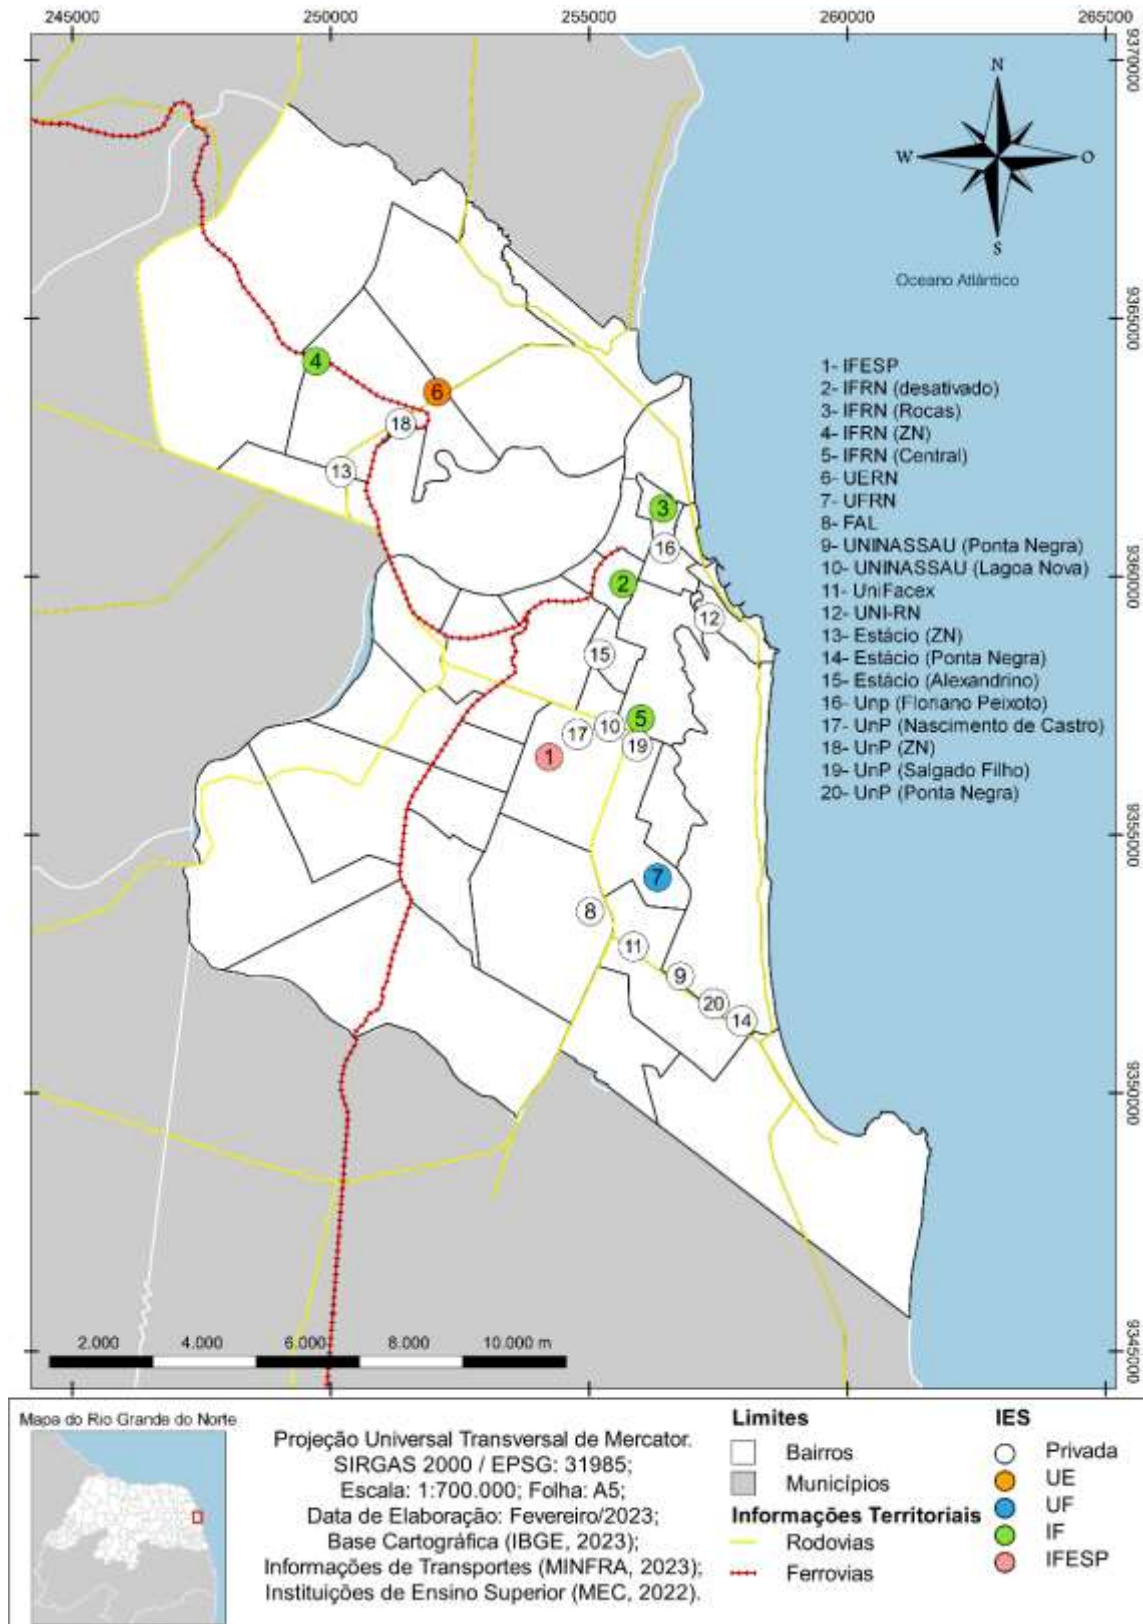 245000
250000
255000
260000
265000
9370000
N
W
O
S
Oceano Atlântico
9365000
1- IFESP
2- IFRN (desativado)
3- IFRN (Rocas)
4- IFRN (ZN)
5- IFRN (Central)
6- UERN
7- UFRN
8- FAL
9- UNINASSAU (Ponta Negra)
10- UNINASSAU (Lagoa Nova)
11- UniFacex
12- UNI-RN
13- Estácio (ZN)
14- Estácio (Ponta Negra)
15- Estácio (Alexandrino)
16- Unp (Floriano Peixoto)
17- UnP (Nascimento de Castro)
18- UnP (ZN)
19- UnP (Salgado Filho)
20- UnP (Ponta Negra)
4
6
18
13
3
16
9360000
2
12
15
5
10
17
19
1
9355000
7
8
11
9
20
14
9350000
9345000
2.000
4.000
6.000
8.000
10.000 m
Mapa do Rio Grande do Norte
Projeção Universal Transversal de Mercator.
SIRGAS 2000 / EPSG: 31985;
Escala: 1:700.000; Folha: A5;
Data de Elaboração: Fevereiro/2023;
Base Cartográfica (IBGE, 2023);
Informações de Transportes (MINFRA, 2023);
Instituições de Ensino Superior (MEC, 2022).
Limites
Bairros
Municípios
Informações Territoriais
Rodovias
Ferrovias
IES
Privada
UE
UF
IF
IFESP